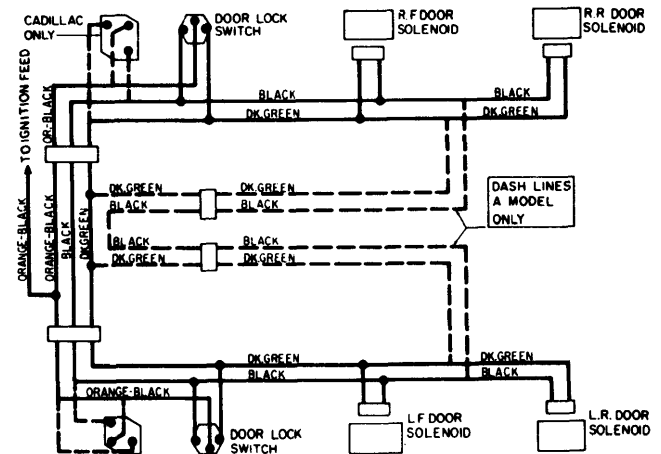 CADILLAC
ONLY
DOOR LOCK
SWITCH
R.F DOOR
SOLENOID
R.R DOOR
SOLENOID
TO IGNITION FEED
OR-BLACK
BLACK
BLACK
DK.GREEN
DK.GREEN
DK.GREEN
DK.GREEN
BLACK
BLACK
DASH LINES
A MODEL
ONLY
BLACK
BLACK
DK.GREEN
DK.GREEN
ORANGE-BLACK
ORANGE-BLACK
BLACK
DKGREEN
DK.GREEN
DK.GREEN
BLACK
BLACK
ORANGE-BLACK
DOOR LOCK
SWITCH
L.F DOOR
SOLENOID
L.R. DOOR
SOLENOID